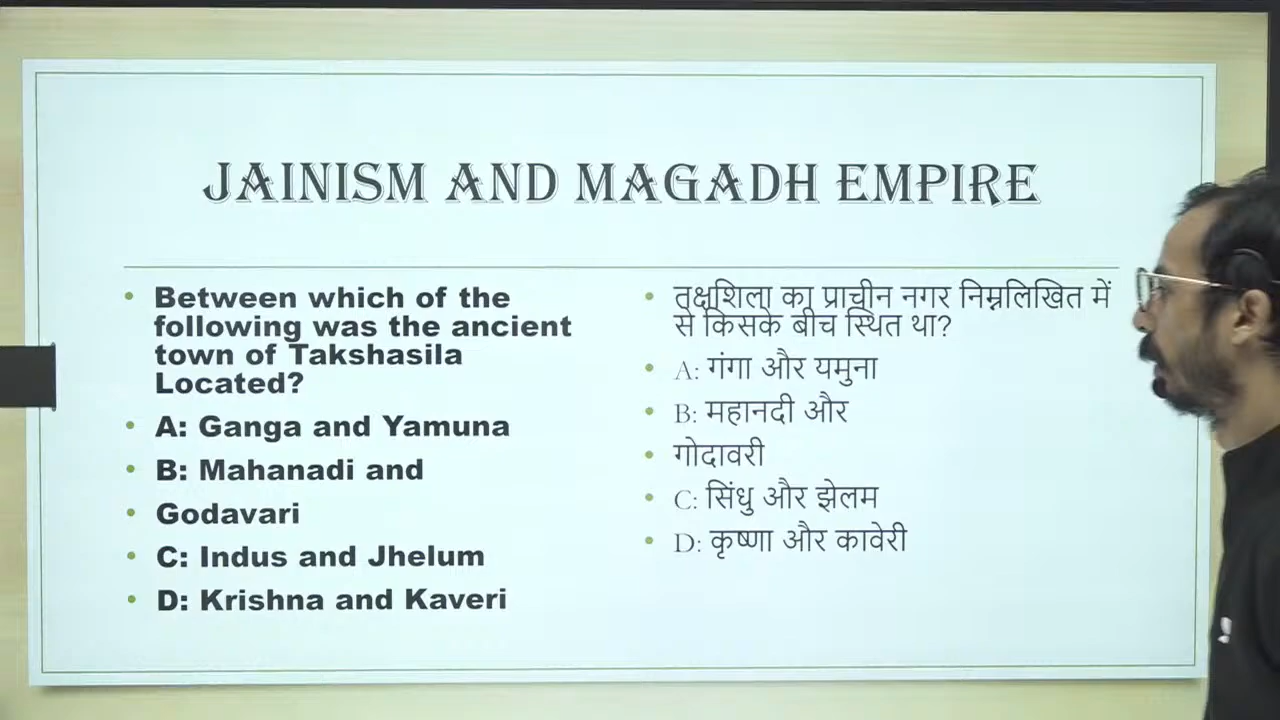 JAINISM AND MAGADH EMPIRE
Between which of the
following was the ancient
town of Takshasila
Located?
A: Ganga and Yamuna
B: Mahanadi and
Godavari
C: Indus and Jhelum
D: Krishna and Kaveri
तक्षशिला का प्राचीन नगर निम्नलिखित में
से किसके बीच स्थित था?
A: गंगा और यमुना
B: महानदी और
गोदावरी
C: सिंधु और झेलम
D: कृष्णा और कावेरी